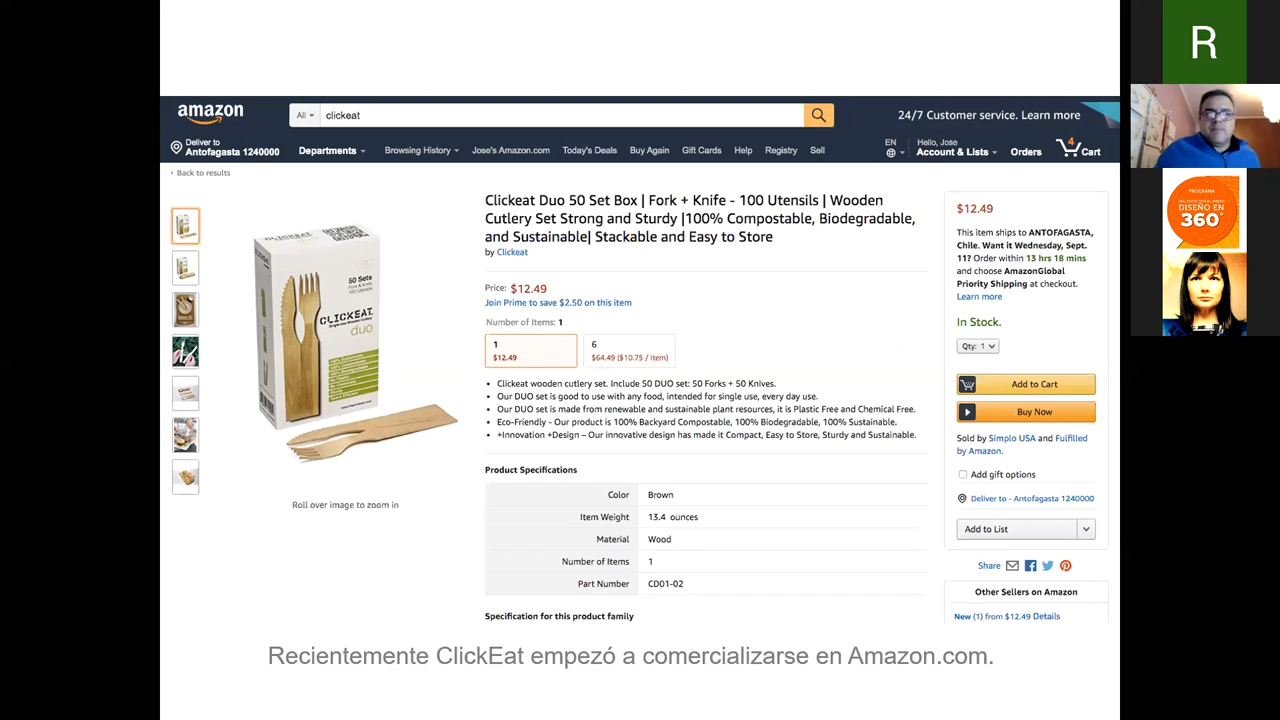 amazon
All
clickeat
24/7 Customer service. Learn more
Deliver to
Antofagasta 1240000
Departments
Browsing History
Jose's Amazon.com
Today's Deals
Buy Again
Gift Cards
Help
Registry
Sell
EN
Hello, Jose
Account & Lists
Orders
4
Cart
‹ Back to results
50 Sets
Fork & Knife
100 Utensils
CLICKEAT
duo
Roll over image to zoom in
Clickeat Duo 50 Set Box | Fork + Knife - 100 Utensils | Wooden
Cutlery Set Strong and Sturdy |100% Compostable, Biodegradable,
and Sustainable| Stackable and Easy to Store
by Clickeat
Price: $12.49
Join Prime to save $2.50 on this item
Number of Items: 1
1
$12.49
6
$64.49 ($10.75 / Item)
• Clickeat wooden cutlery set. Include 50 DUO set: 50 Forks + 50 Knives.
• Our DUO set is good to use with any food, intended for single use, every day use.
• Our DUO set is made from renewable and sustainable plant resources, it is Plastic Free and Chemical Free.
• Eco-Friendly - Our product is 100% Backyard Compostable, 100% Biodegradable, 100% Sustainable.
• +Innovation +Design – Our innovative design has made it Compact, Easy to Store, Sturdy and Sustainable.
Product Specifications
Color Brown
Item Weight 13.4 ounces
Material Wood
Number of Items 1
Part Number CD01-02
Specification for this product family
$12.49
This item ships to ANTOFAGASTA,
Chile. Want it Wednesday, Sept.
11? Order within 13 hrs 18 mins
and choose AmazonGlobal
Priority Shipping at checkout.
Learn more
In Stock.
Qty: 1
Add to Cart
Buy Now
Sold by Simplo USA and Fulfilled
by Amazon.
Add gift options
Deliver to - Antofagasta 1240000
Add to List
Share
Other Sellers on Amazon
New (1) from $12.49 Details
Recientemente ClickEat empezó a comercializarse en Amazon.com.
R
PROGRAMA
DISEÑO EN
360°